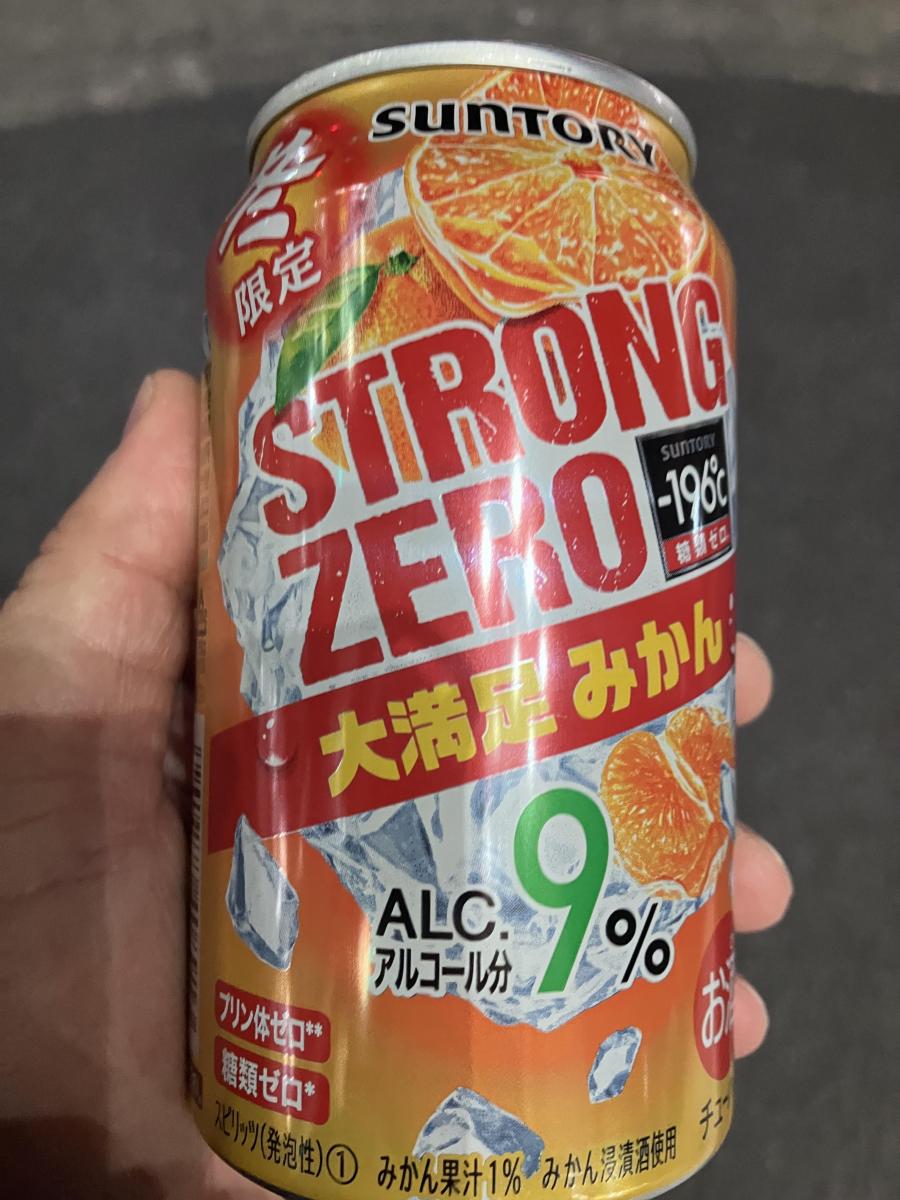 SUNTORY
冬
限定
STRONG
ZERO
SUNTORY
-196℃
糖類ゼロ
大満足 みかん
ALC.
アルコール分
9%
プリン体ゼロ**
糖類ゼロ*
お酒
スピリッツ(発泡性)①
みかん果汁1% みかん浸漬酒使用